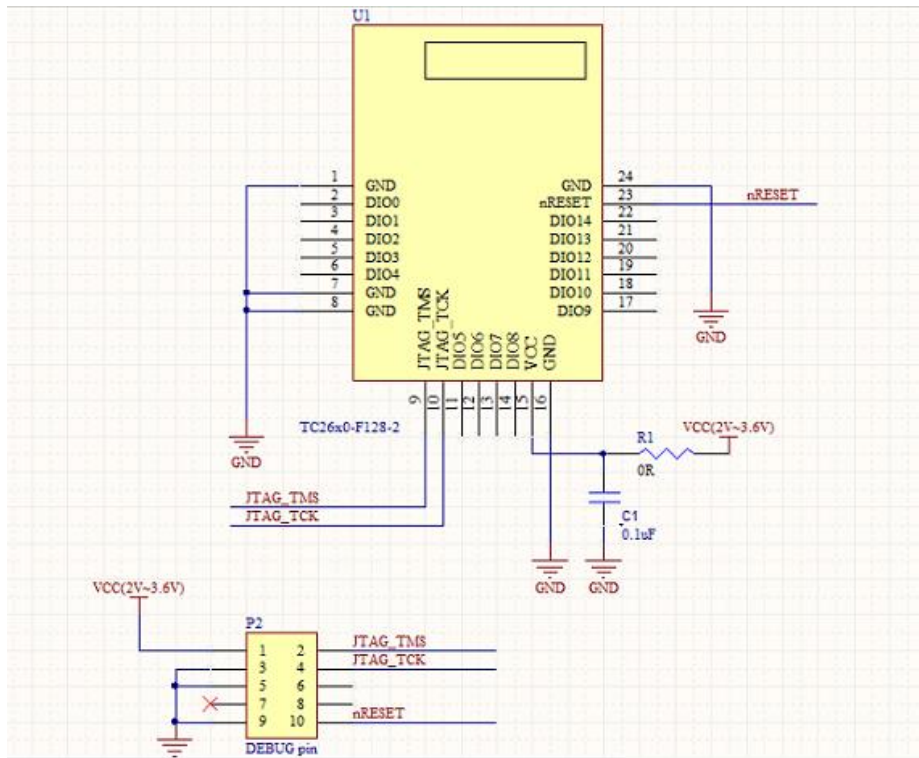 U1
1 GND
2 DIO0
3 DIO1
4 DIO2
5 DIO3
6 DIO4
7 GND
8 GND
GND 24
nRESET 23 nRESET
DIO14 22
DIO13 21
DIO12 20
DIO11 19
DIO10 18
DIO9 17
GND
JTAG_TMS 9
JTAG_TCK 10
DIO5 11
DIO6 12
DIO7 13
DIO8 14
VCC 15
GND 16
TC26x0-F128-2
GND
R1
0R
VCC(2V~3.6V)
JTAG_TMS
JTAG_TCK
C1
0.1uF
GND
GND
VCC(2V~3.6V)
P2
1 2 JTAG_TMS
3 4 JTAG_TCK
5 6
7 8
9 10 nRESET
DEBUG pin